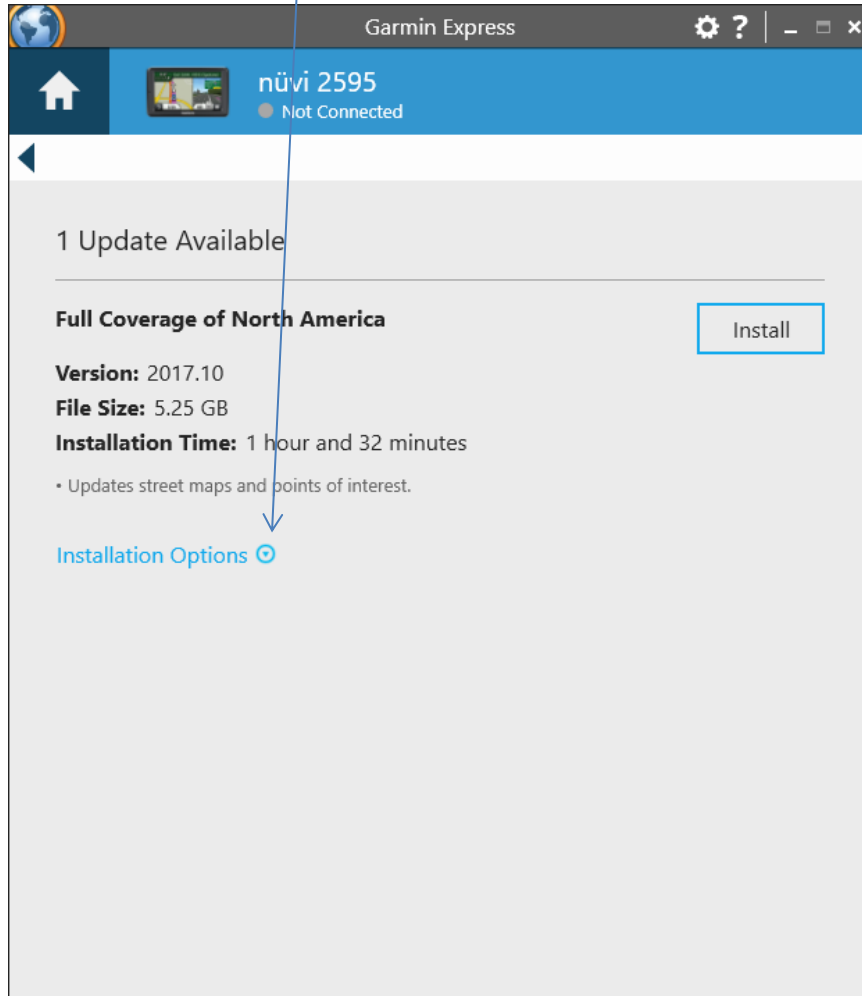 Garmin Express
?
nüvi 2595
Not Connected
1 Update Available
Full Coverage of North America
Install
Version: 2017.10
File Size: 5.25 GB
Installation Time: 1 hour and 32 minutes
• Updates street maps and points of interest.
Installation Options